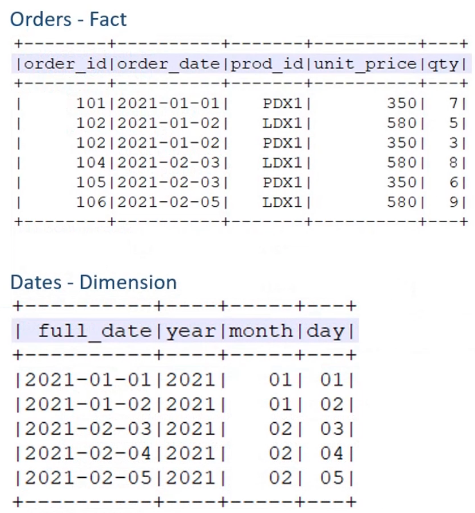 Orders - Fact
+--------+----------+-------+----------+---+
|order_id|order_date|prod_id|unit_price|qty|
+--------+----------+-------+----------+---+
|     101|2021-01-01|   PDX1|       350|  7|
|     102|2021-01-02|   LDX1|       580|  5|
|     102|2021-01-02|   PDX1|       350|  3|
|     104|2021-02-03|   LDX1|       580|  8|
|     105|2021-02-03|   PDX1|       350|  6|
|     106|2021-02-05|   LDX1|       580|  9|
+--------+----------+-------+----------+---+
Dates - Dimension
+----------+----+-----+---+
| full_date|year|month|day|
+----------+----+-----+---+
|2021-01-01|2021|   01| 01|
|2021-01-02|2021|   01| 02|
|2021-02-03|2021|   02| 03|
|2021-02-04|2021|   02| 04|
|2021-02-05|2021|   02| 05|
+----------+----+-----+---+